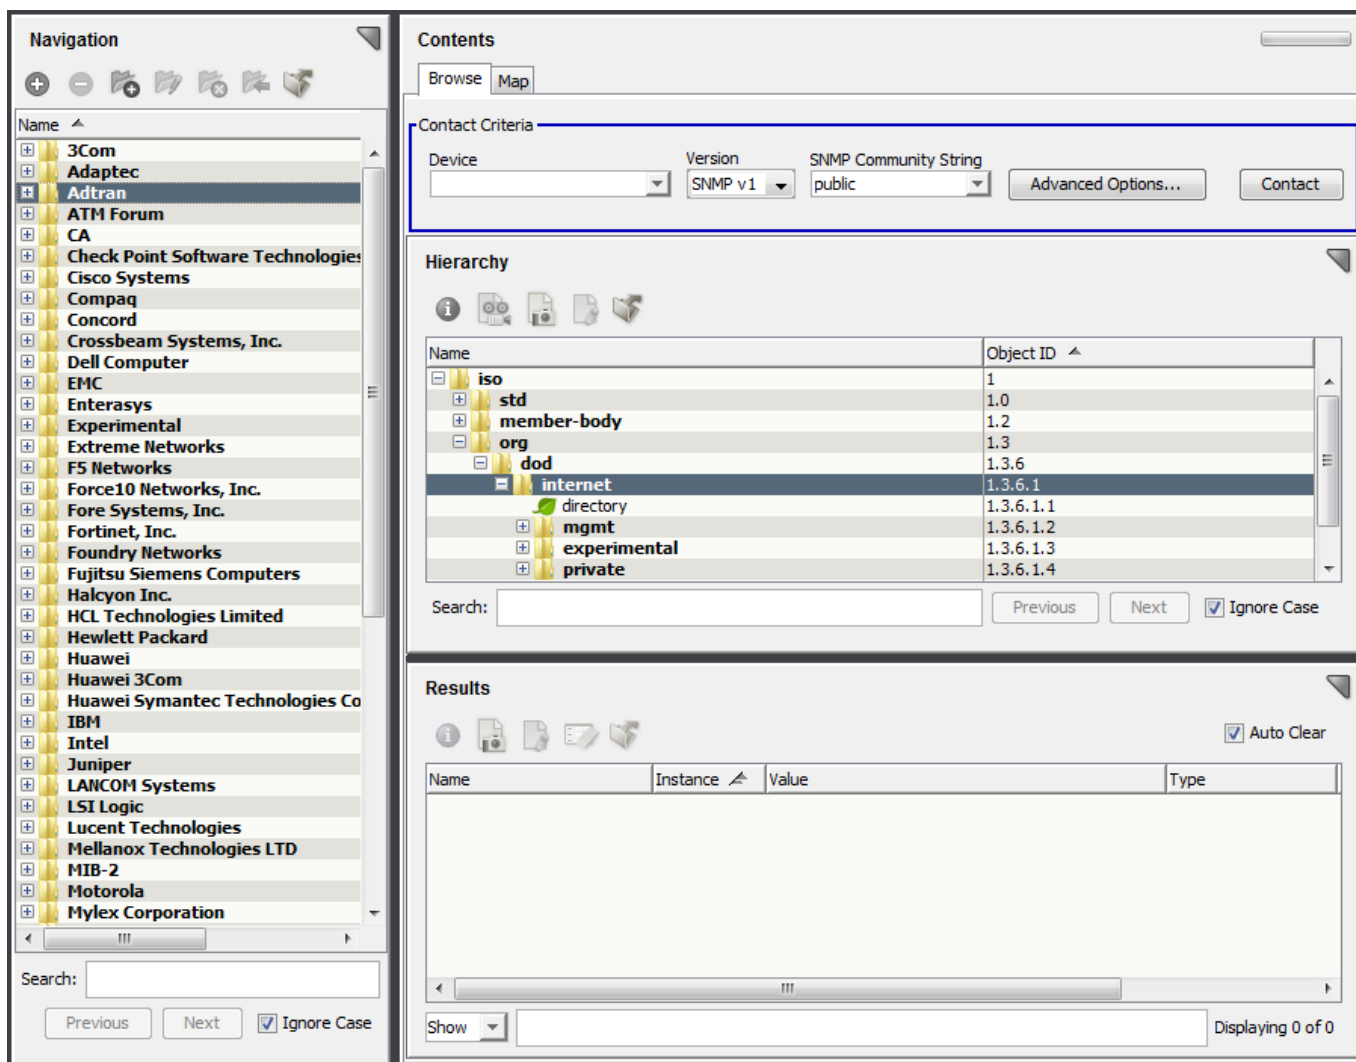 Navigation
Name
3Com
Adaptec
Adtran
ATM Forum
CA
Check Point Software Technologies
Cisco Systems
Compaq
Concord
Crossbeam Systems, Inc.
Dell Computer
EMC
Enterasys
Experimental
Extreme Networks
F5 Networks
Force10 Networks, Inc.
Fore Systems, Inc.
Fortinet, Inc.
Foundry Networks
Fujitsu Siemens Computers
Halcyon Inc.
HCL Technologies Limited
Hewlett Packard
Huawei
Huawei 3Com
Huawei Symantec Technologies Co
IBM
Intel
Juniper
LANCOM Systems
LSI Logic
Lucent Technologies
Mellanox Technologies LTD
MIB-2
Motorola
Mylex Corporation
Search:
Previous Next Ignore Case
Contents
Browse Map
Contact Criteria
Device Version SNMP Community String
SNMP v1 public Advanced Options... Contact
Hierarchy
Name Object ID
iso 1
std 1.0
member-body 1.2
org 1.3
dod 1.3.6
internet 1.3.6.1
directory 1.3.6.1.1
mgmt 1.3.6.1.2
experimental 1.3.6.1.3
private 1.3.6.1.4
Search: Previous Next Ignore Case
Results
Auto Clear
Name Instance Value Type
Show Displaying 0 of 0